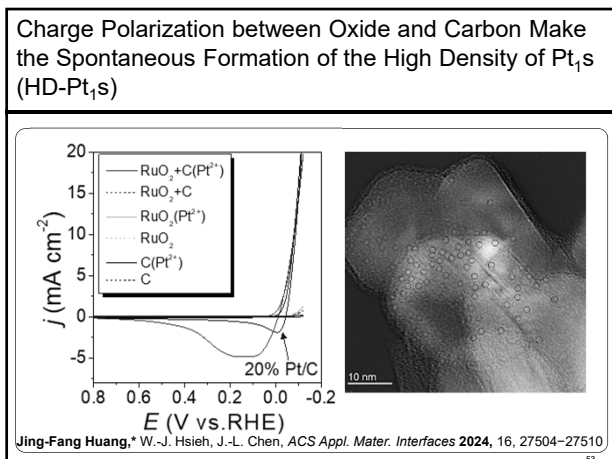 Charge Polarization between Oxide and Carbon Make
the Spontaneous Formation of the High Density of Pt₁s
(HD-Pt₁s)
20
15
10
5
0
-5
j (mA cm⁻²)
RuO₂+C(Pt²⁺)
RuO₂+C
RuO₂(Pt²⁺)
RuO₂
C(Pt²⁺)
C
20% Pt/C
0.8 0.6 0.4 0.2 0.0 -0.2
E (V vs.RHE)
10 nm
Jing-Fang Huang,* W.-J. Hsieh, J.-L. Chen, ACS Appl. Mater. Interfaces 2024, 16, 27504−27510
53